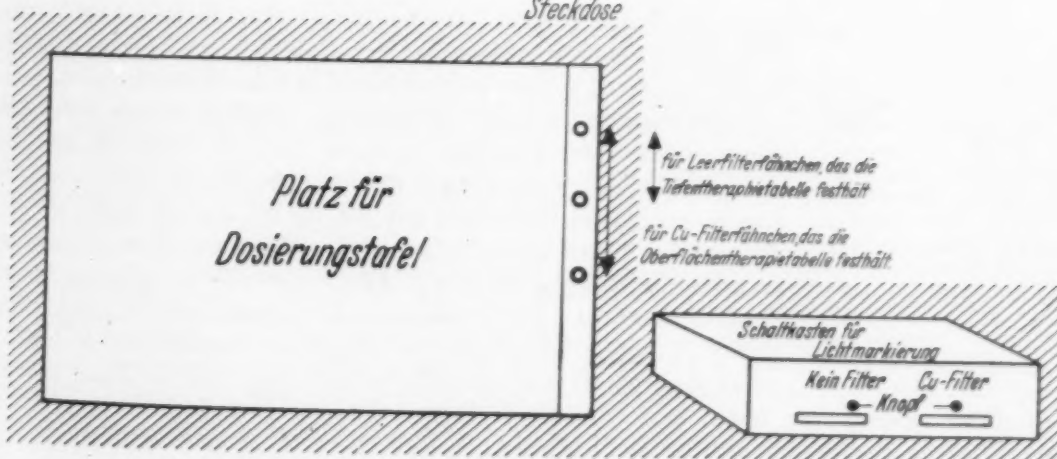 Steckdose
Platz für
Dosierungstafel
für Leerfilterfähnchen, das die
Tiefentheraphietabelle festhält
für Cu-Filterfähnchen, das die
Oberflächentherapietabelle festhält.
Schaltkasten für
Lichtmarkierung
Kein Filter Cu-Filter
Knopf